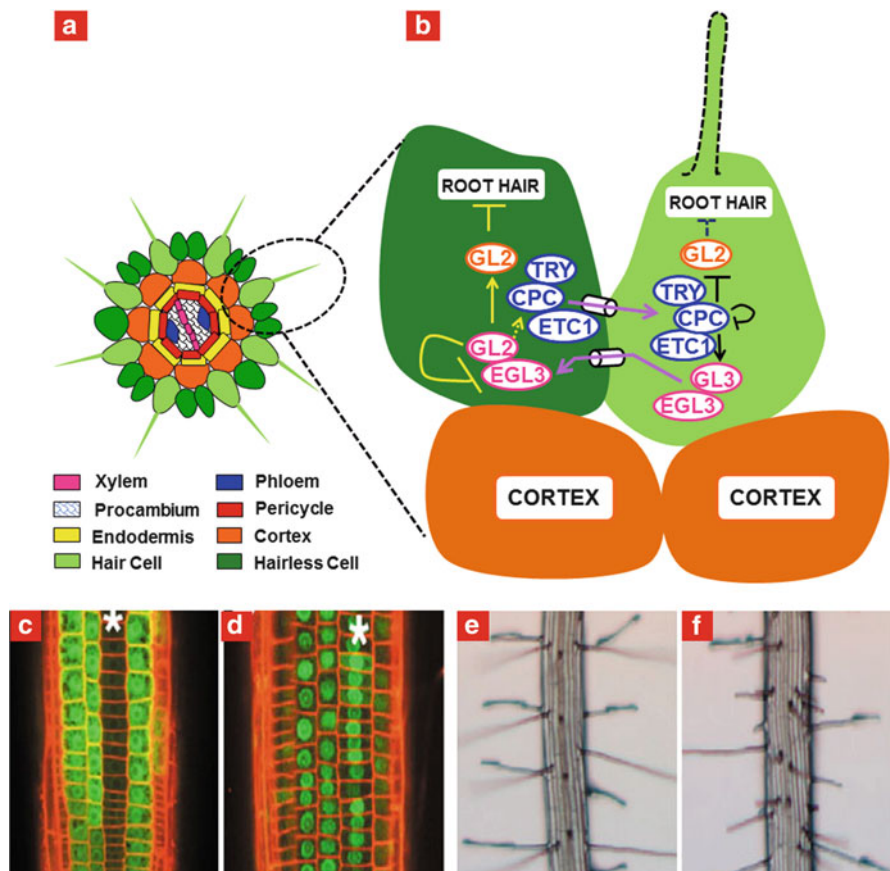 a
b
ROOT HAIR
ROOT HAIR
GL2
GL2
TRY
TRY
CPC
CPC
ETC1
ETC1
GL2
GL3
EGL3
EGL3
CORTEX
CORTEX
Xylem
Phloem
Procambium
Pericycle
Endodermis
Cortex
Hair Cell
Hairless Cell
c
*
d
*
e
f